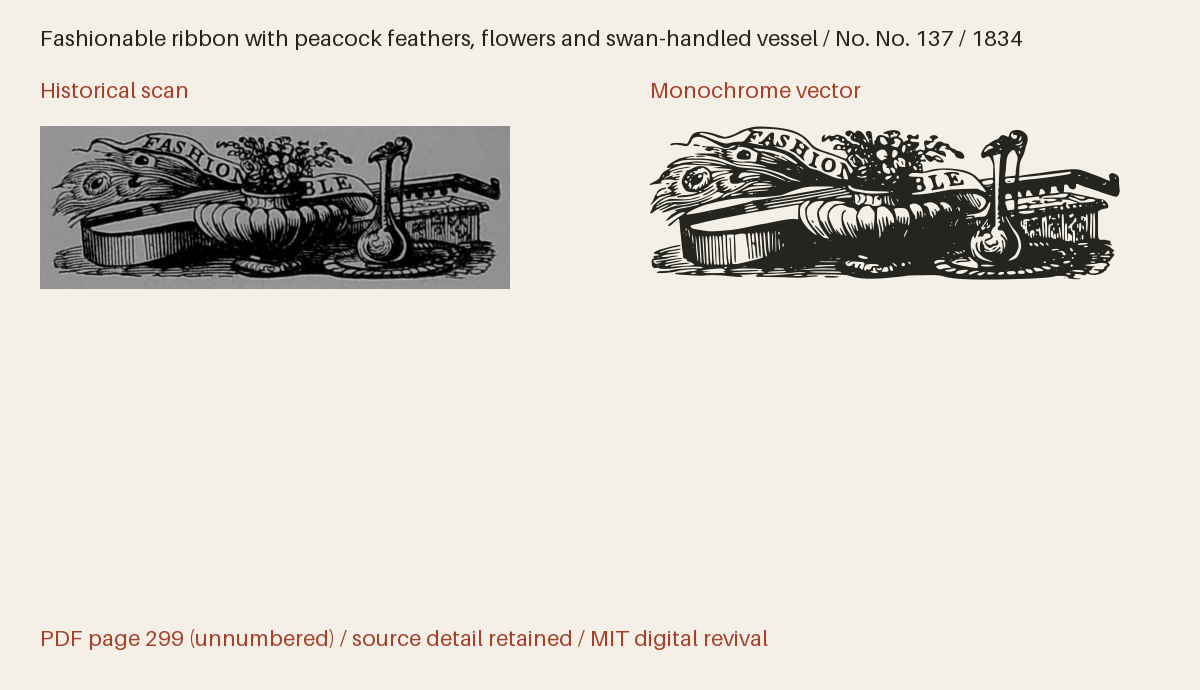 Fashionable ribbon with peacock feathers, flowers and swan-handled vessel / No. No. 137 / 1834
Historical scan
Monochrome vector
FASHION BLE
FASHION BLE
PDF page 299 (unnumbered) / source detail retained / MIT digital revival